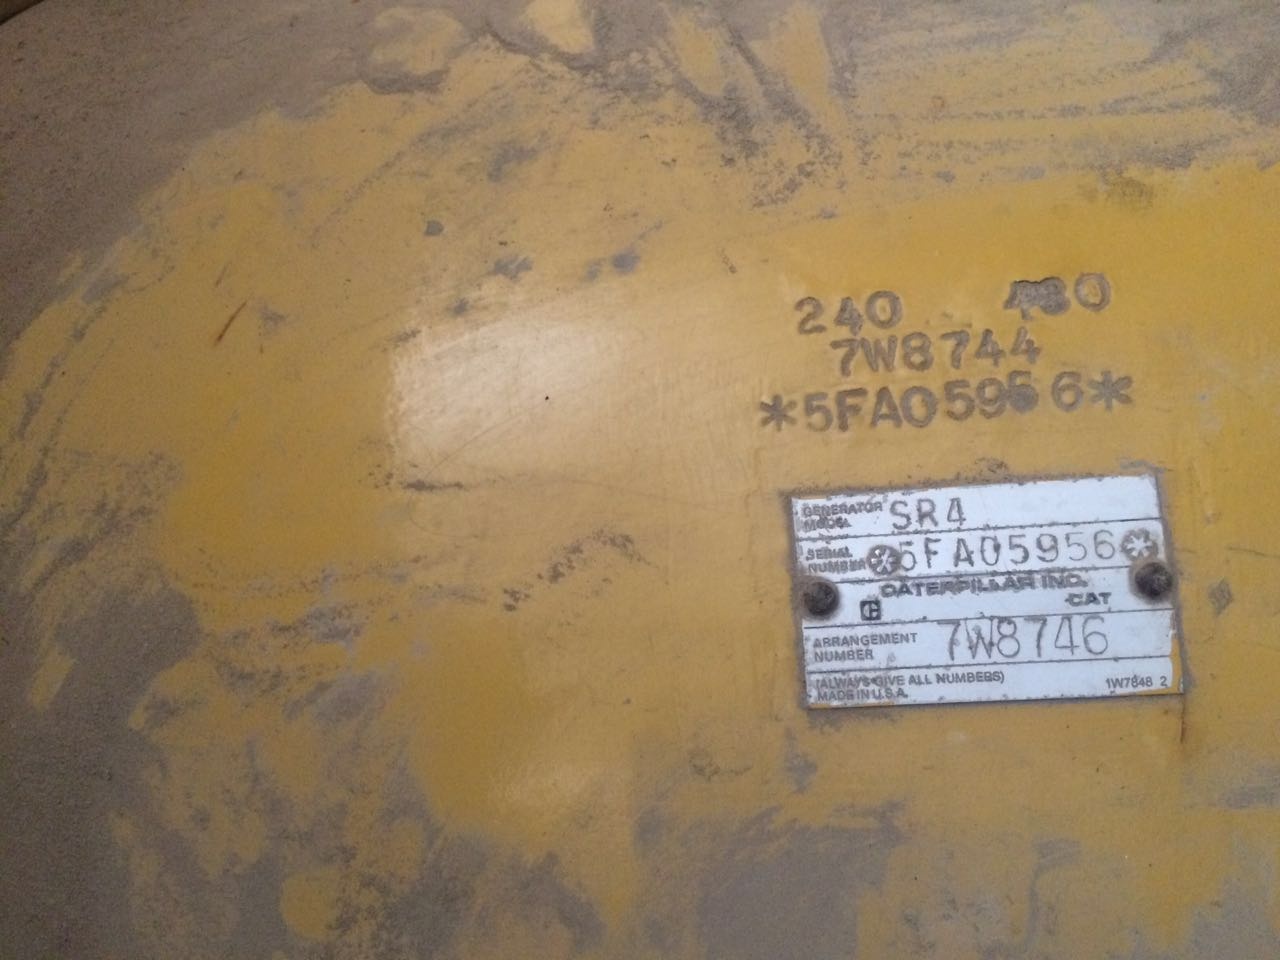 240 480
7W8744
*5FA05956*
GENERATOR MODEL SR4
SERIAL NUMBER *5FA05956*
CATERPILLAR INC.
CAT
ARRANGEMENT NUMBER 7W8746
(ALWAYS GIVE ALL NUMBERS)
MADE IN U.S.A. 1W7848 2